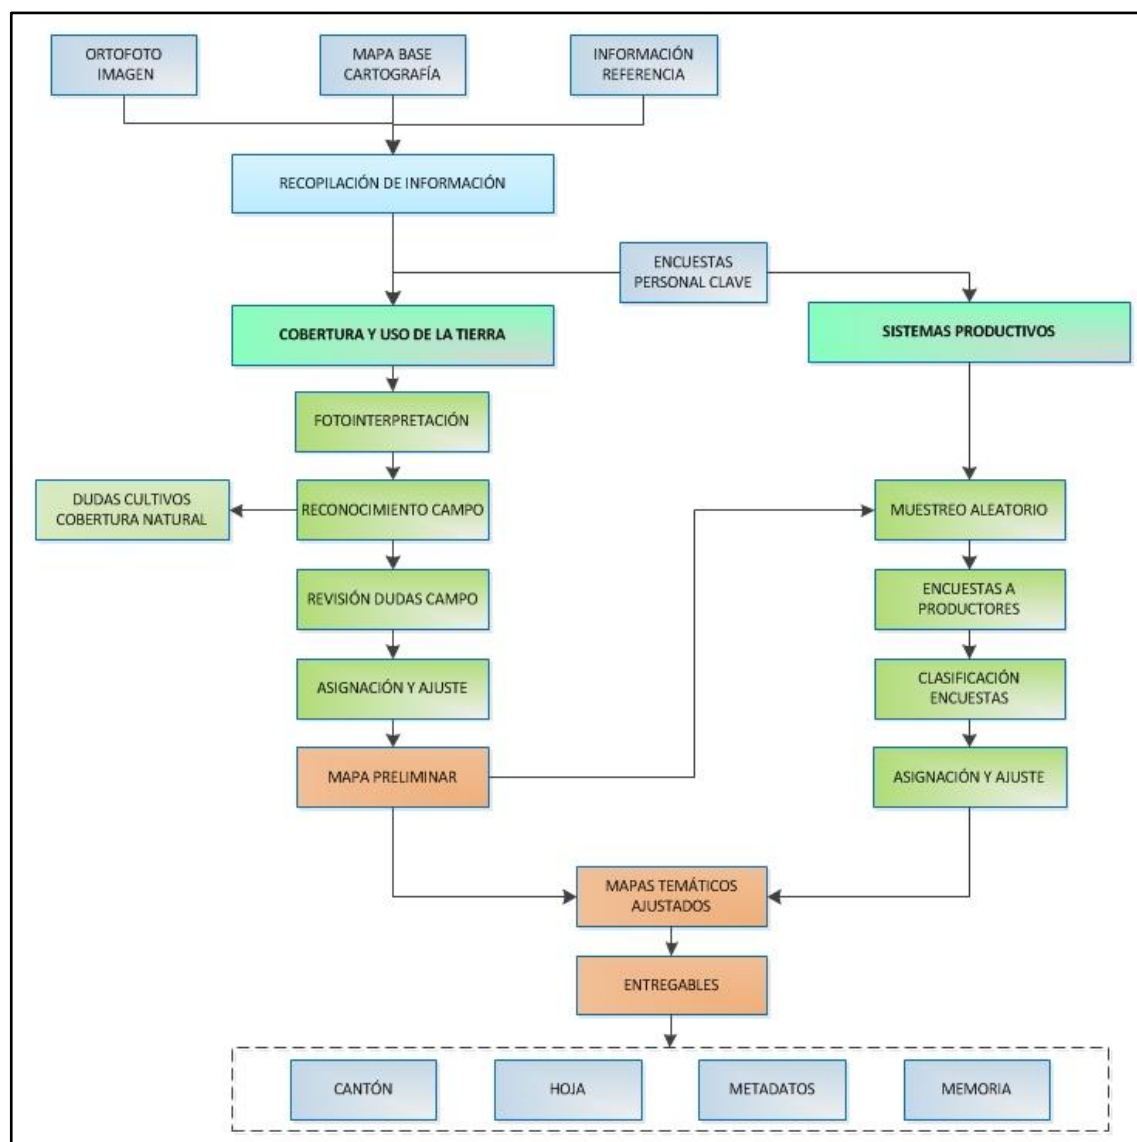 ORTOFOTO
IMAGEN
MAPA BASE
CARTOGRAFÍA
INFORMACIÓN
REFERENCIA
RECOPILACIÓN DE INFORMACIÓN
ENCUESTAS
PERSONAL CLAVE
COBERTURA Y USO DE LA TIERRA
SISTEMAS PRODUCTIVOS
FOTOINTERPRETACIÓN
DUDAS CULTIVOS
COBERTURA NATURAL
RECONOCIMIENTO CAMPO
MUESTREO ALEATORIO
REVISIÓN DUDAS CAMPO
ENCUESTAS A
PRODUCTORES
ASIGNACIÓN Y AJUSTE
CLASIFICACIÓN
ENCUESTAS
MAPA PRELIMINAR
ASIGNACIÓN Y AJUSTE
MAPAS TEMÁTICOS
AJUSTADOS
ENTREGABLES
CANTÓN
HOJA
METADATOS
MEMORIA